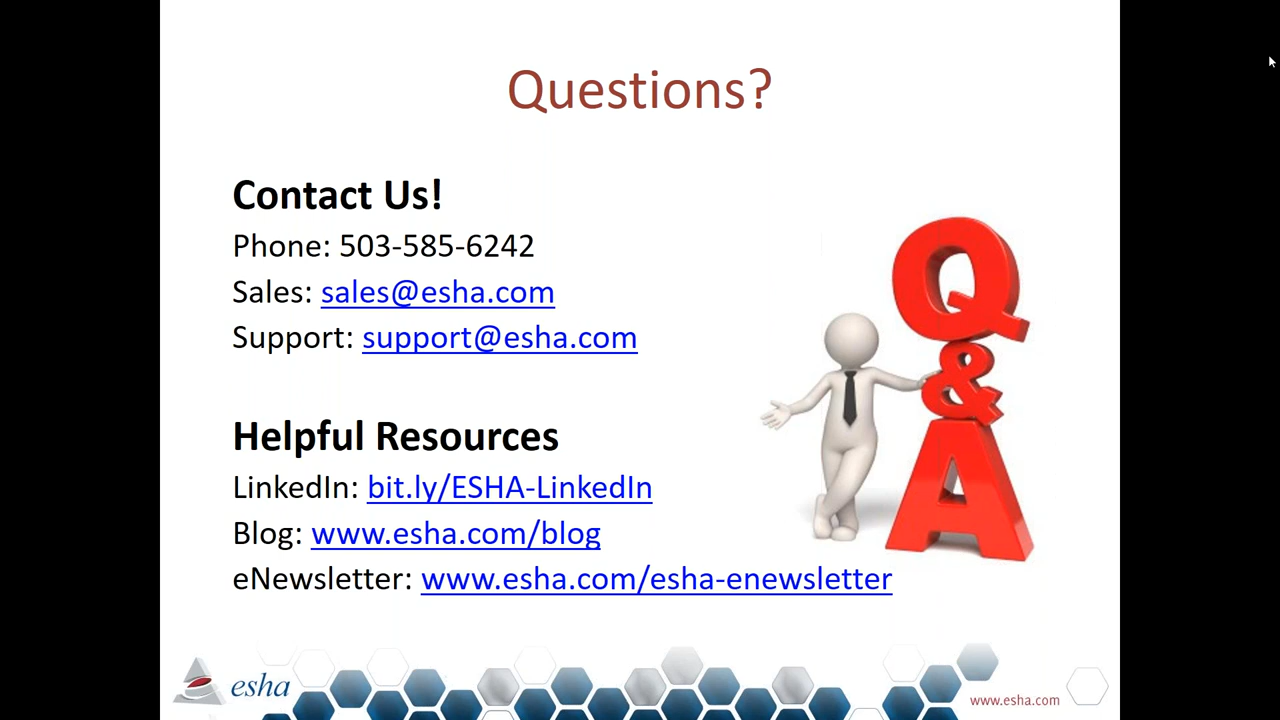 Questions?
Contact Us!
Phone: 503-585-6242
Sales: sales@esha.com
Support: support@esha.com
Q
&
A
Helpful Resources
LinkedIn: bit.ly/ESHA-LinkedIn
Blog: www.esha.com/blog
eNewsletter: www.esha.com/esha-enewsletter
esha
www.esha.com